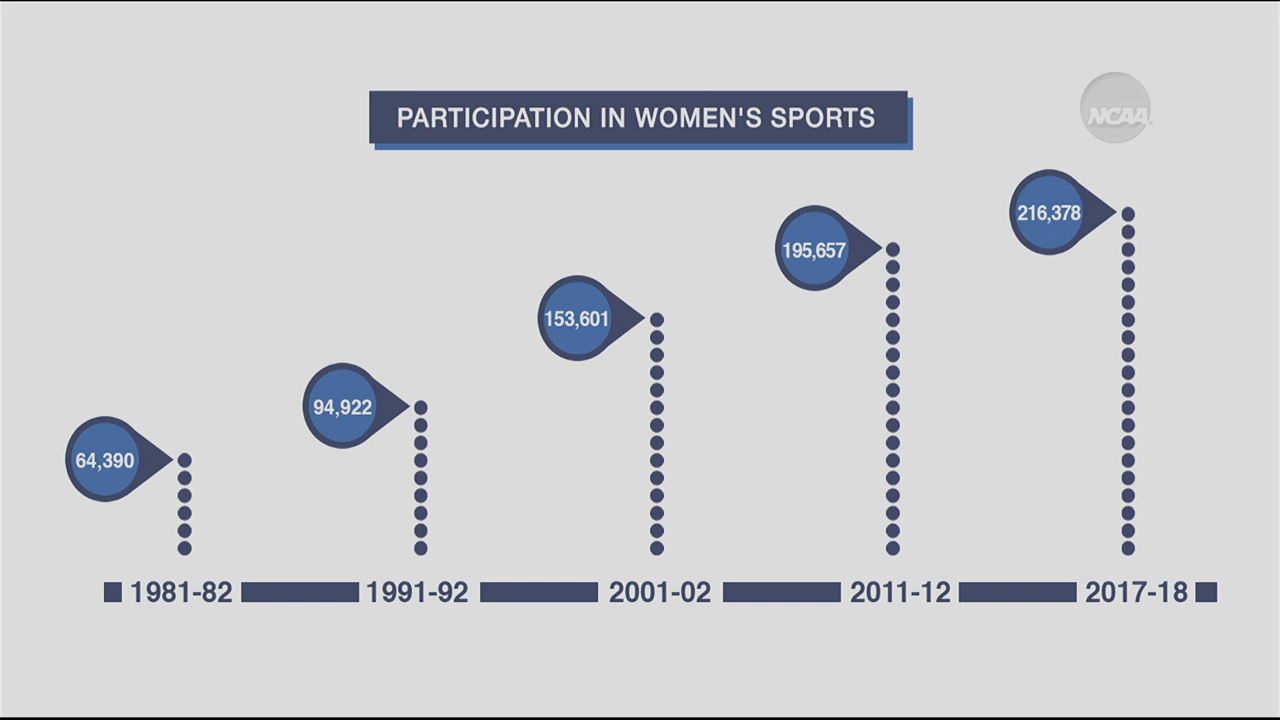 PARTICIPATION IN WOMEN'S SPORTS
NCAA®
216,378
195,657
153,601
94,922
64,390
1981-82 1991-92 2001-02 2011-12 2017-18